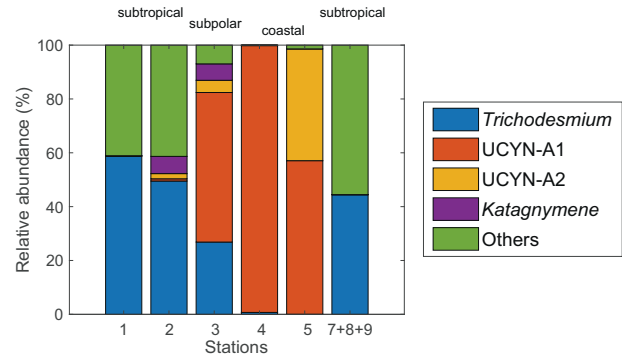 subtropical
subpolar
coastal
subtropical
Relative abundance (%)
100
80
60
40
20
0
1 2 3 4 5 7+8+9
Stations
Trichodesmium
UCYN-A1
UCYN-A2
Katagnymene
Others